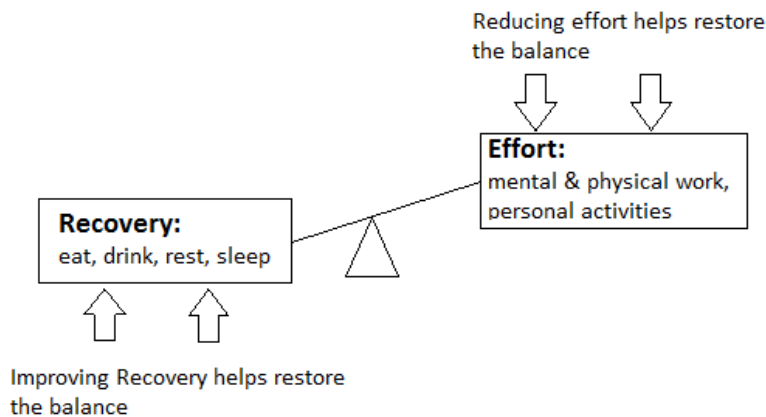 Reducing effort helps restore
the balance
Effort:
mental & physical work,
personal activities
Recovery:
eat, drink, rest, sleep
Improving Recovery helps restore
the balance